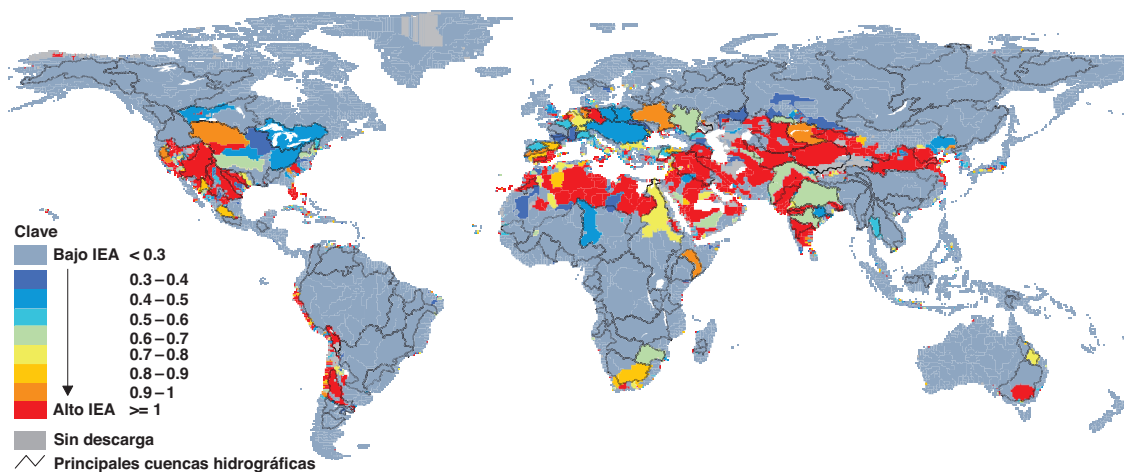 Clave
Bajo IEA < 0.3
0.3 – 0.4
0.4 – 0.5
0.5 – 0.6
0.6 – 0.7
0.7 – 0.8
0.8 – 0.9
0.9 – 1
Alto IEA >= 1
Sin descarga
Principales cuencas hidrográficas